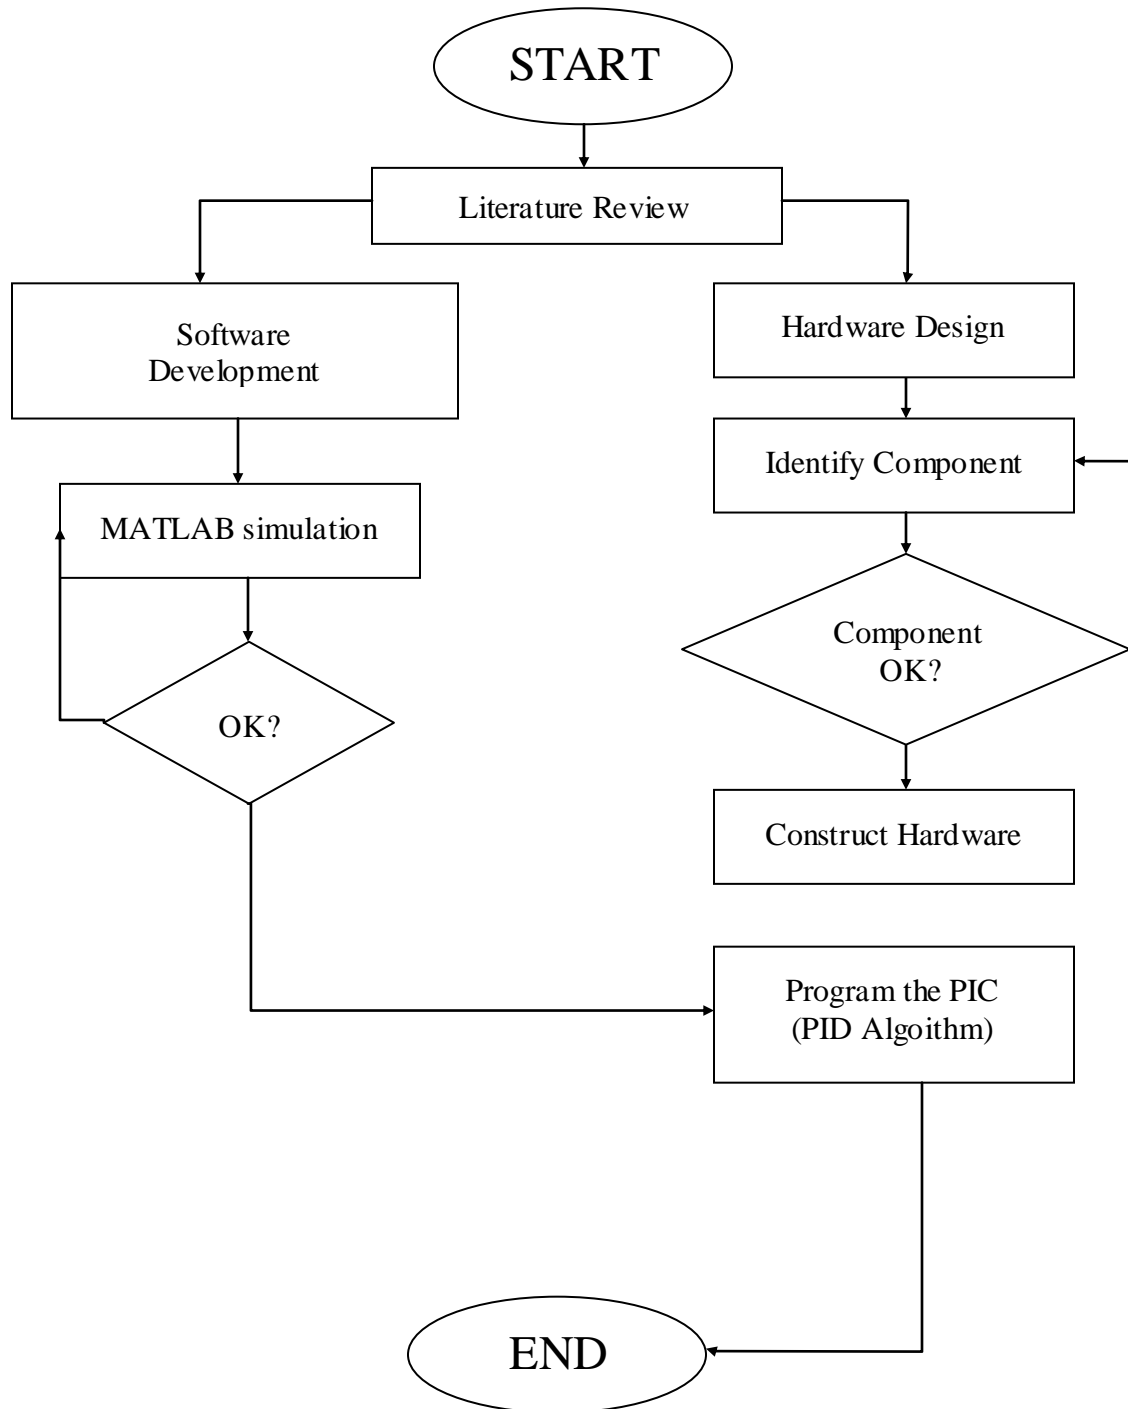 START
Literature Review
Software
Development
Hardware Design
Identify Component
MATLAB simulation
Component
OK?
OK?
Construct Hardware
Program the PIC
(PID Algoithm)
END